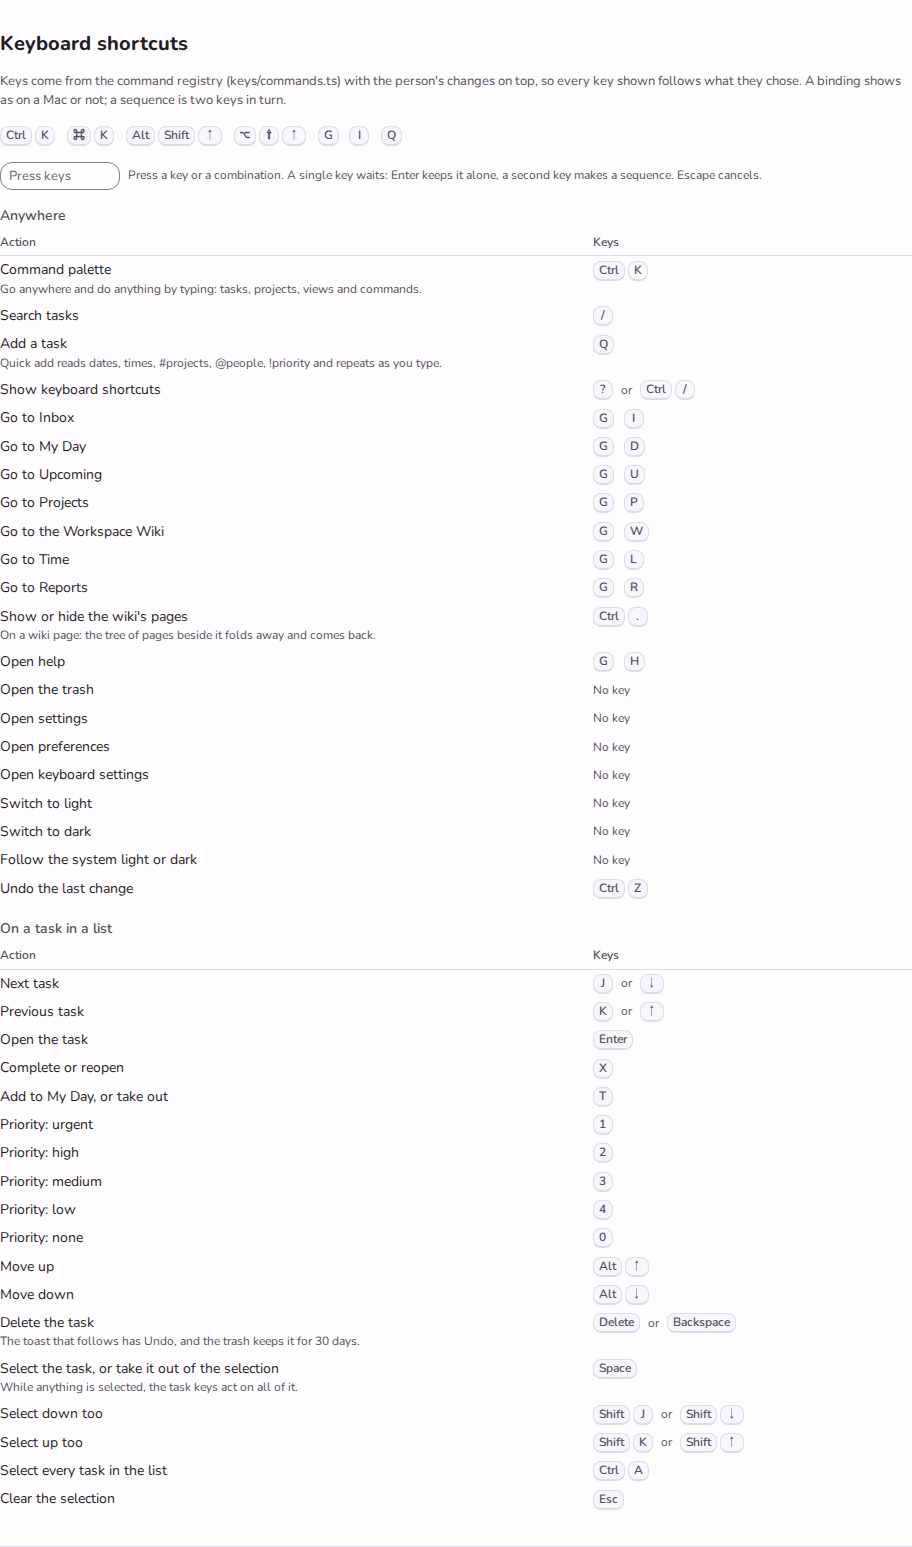 Keyboard shortcuts
Keys come from the command registry (keys/commands.ts) with the person's changes on top, so every key shown follows what they chose. A binding shows
as on a Mac or not; a sequence is two keys in turn.
Ctrl K ⌘ K Alt Shift ↑ ⌥ ⇧ ↑ G I Q
Press keys Press a key or a combination. A single key waits: Enter keeps it alone, a second key makes a sequence. Escape cancels.
Anywhere
Action Keys
Command palette Ctrl K
Go anywhere and do anything by typing: tasks, projects, views and commands.
Search tasks /
Add a task Q
Quick add reads dates, times, #projects, @people, !priority and repeats as you type.
Show keyboard shortcuts ? or Ctrl /
Go to Inbox G I
Go to My Day G D
Go to Upcoming G U
Go to Projects G P
Go to the Workspace Wiki G W
Go to Time G L
Go to Reports G R
Show or hide the wiki's pages Ctrl .
On a wiki page: the tree of pages beside it folds away and comes back.
Open help G H
Open the trash No key
Open settings No key
Open preferences No key
Open keyboard settings No key
Switch to light No key
Switch to dark No key
Follow the system light or dark No key
Undo the last change Ctrl Z
On a task in a list
Action Keys
Next task J or ↓
Previous task K or ↑
Open the task Enter
Complete or reopen X
Add to My Day, or take out T
Priority: urgent 1
Priority: high 2
Priority: medium 3
Priority: low 4
Priority: none 0
Move up Alt ↑
Move down Alt ↓
Delete the task Delete or Backspace
The toast that follows has Undo, and the trash keeps it for 30 days.
Select the task, or take it out of the selection Space
While anything is selected, the task keys act on all of it.
Select down too Shift J or Shift ↓
Select up too Shift K or Shift ↑
Select every task in the list Ctrl A
Clear the selection Esc